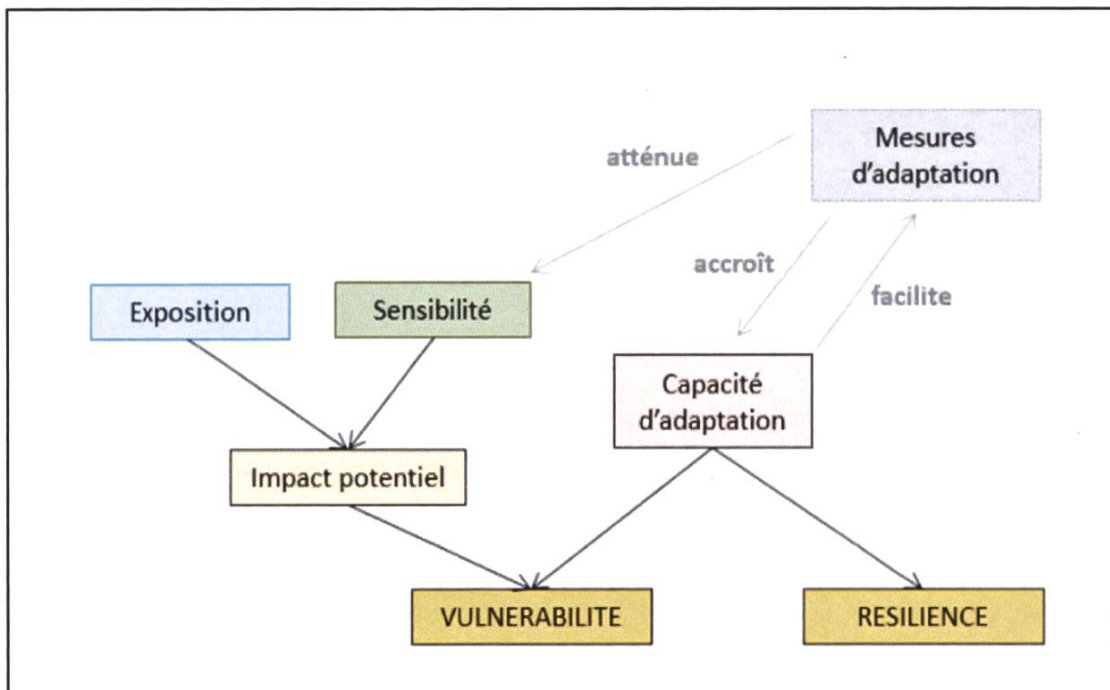 Mesures
d'adaptation
atténue
accroît
facilite
Exposition
Sensibilité
Capacité
d'adaptation
Impact potentiel
VULNERABILITE
RESILIENCE